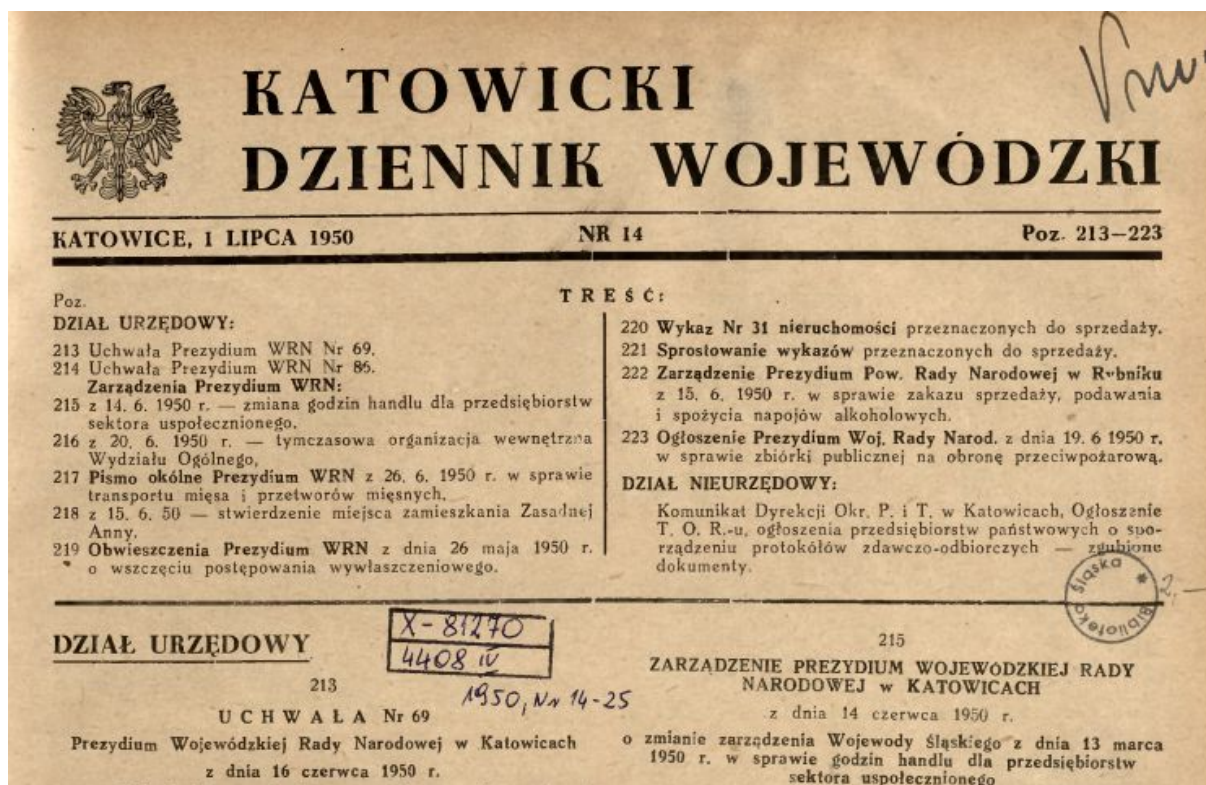 KATOWICKI
DZIENNIK WOJEWÓDZKI
KATOWICE, 1 LIPCA 1950 NR 14 Poz. 213—223
TREŚĆ:
Poz.
DZIAŁ URZĘDOWY:
213 Uchwała Prezydium WRN Nr 69.
214 Uchwała Prezydium WRN Nr 86.
Zarządzenia Prezydium WRN:
215 z 14. 6. 1950 r. — zmiana godzin handlu dla przedsiębiorstw
sektora uspołecznionego.
216 z 20. 6. 1950 r. — tymczasowa organizacja wewnętrzna
Wydziału Ogólnego,
217 Pismo okólne Prezydium WRN z 26. 6. 1950 r. w sprawie
transportu mięsa i przetworów mięsnych.
218 z 15. 6. 50 — stwierdzenie miejsca zamieszkania Zasadnej
Anny.
219 Obwieszczenia Prezydium WRN z dnia 26 maja 1950 r.
o wszczęciu postępowania wywłaszczeniowego.
220 Wykaz Nr 31 nieruchomości przeznaczonych do sprzedaży.
221 Sprostowanie wykazów przeznaczonych do sprzedaży.
222 Zarządzenie Prezydium Pow. Rady Narodowej w Rybniku
z 15. 6. 1950 r. w sprawie zakazu sprzedaży, podawania
i spożycia napojów alkoholowych.
223 Ogłoszenie Prezydium Woj. Rady Narod. z dnia 19. 6 1950 r.
w sprawie zbiórki publicznej na obronę przeciwpożarową.
DZIAŁ NIEURZĘDOWY:
Komunikat Dyrekcji Okr. P. i T. w Katowicach, Ogłoszenie
T. O. R.-u, ogłoszenia przedsiębiorstw państwowych o spo-
rządzeniu protokółów zdawczo-odbiorczych — zgubione
dokumenty.
Biblioteka Śląska
DZIAŁ URZĘDOWY
X-81270
4408 IV
1950, Nr 14-25
213
UCHWAŁA Nr 69
Prezydium Wojewódzkiej Rady Narodowej w Katowicach
z dnia 16 czerwca 1950 r.
215
ZARZĄDZENIE PREZYDIUM WOJEWÓDZKIEJ RADY
NARODOWEJ w KATOWICACH
z dnia 14 czerwca 1950 r.
o zmianie zarządzenia Wojewody Śląskiego z dnia 13 marca
1950 r. w sprawie godzin handlu dla przedsiębiorstw
sektora uspołecznionego